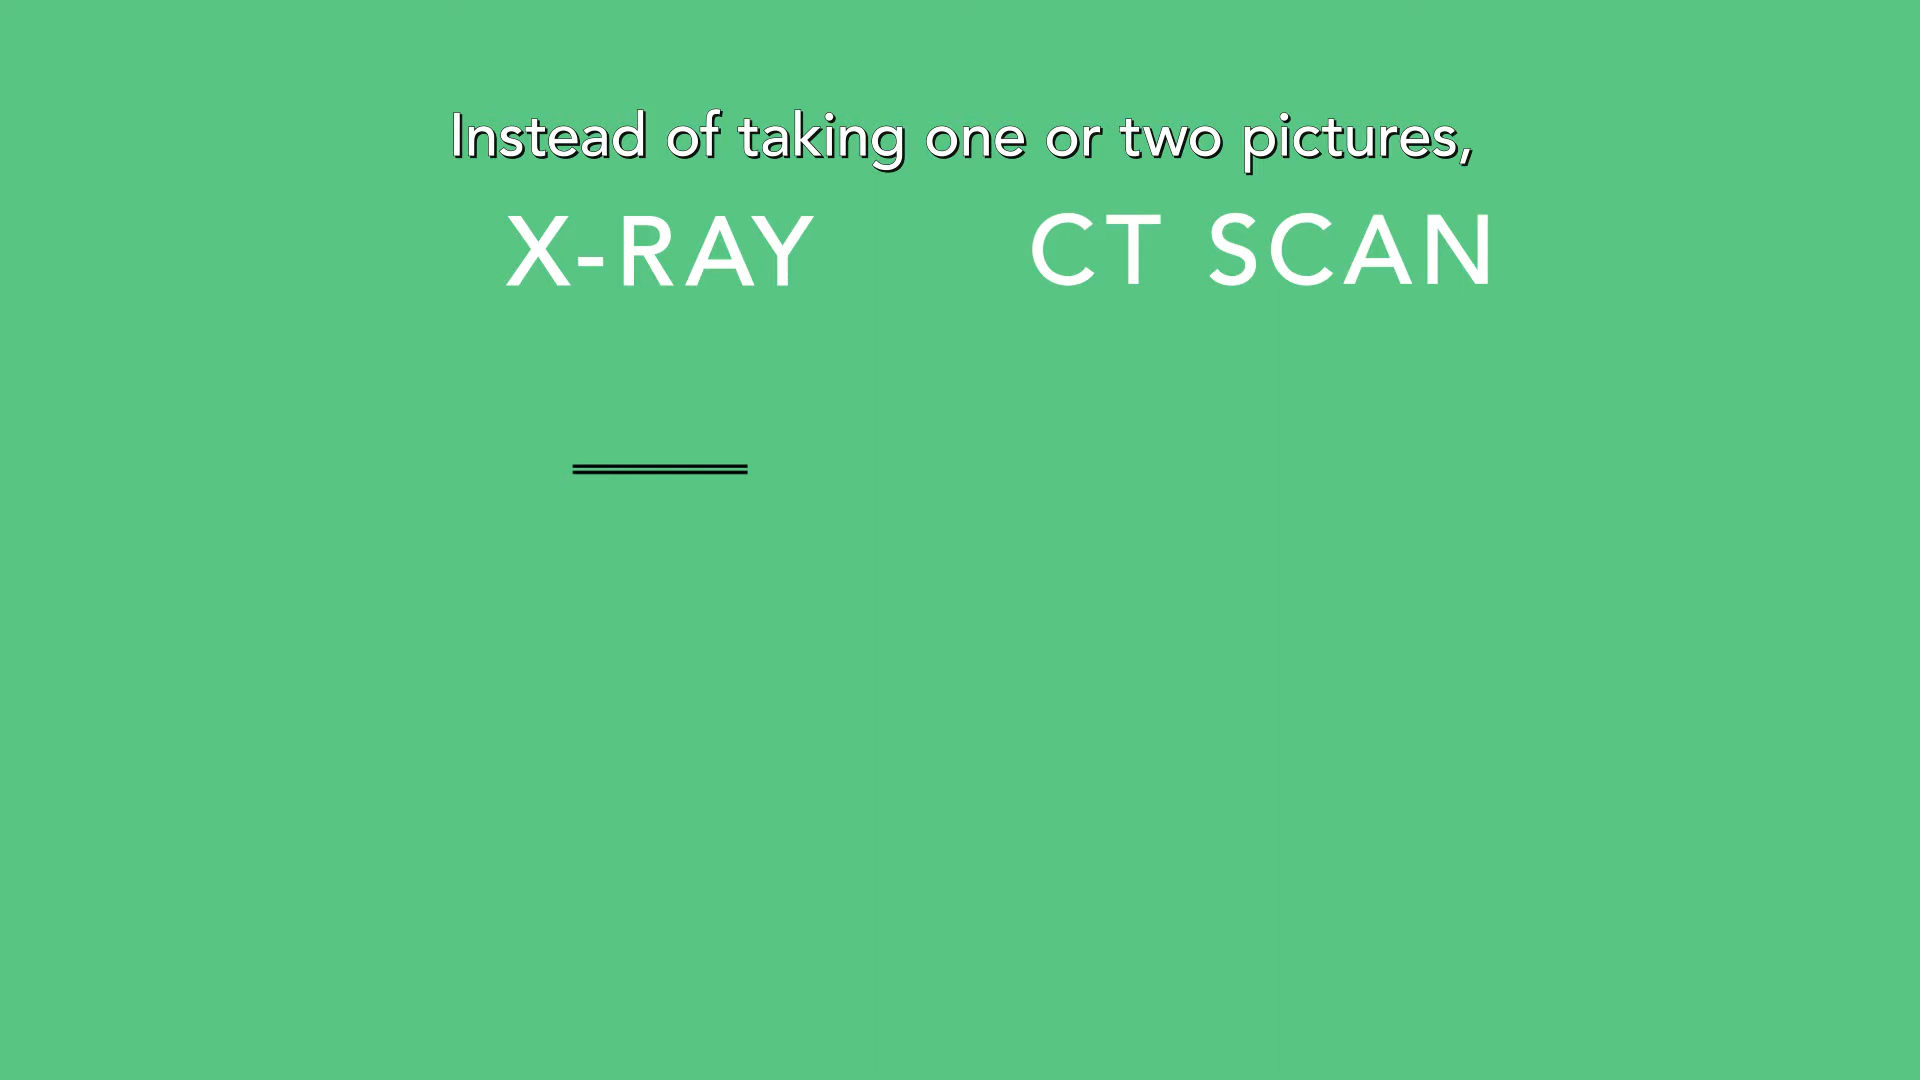 Instead of taking one or two pictures,
X-RAY
CT SCAN